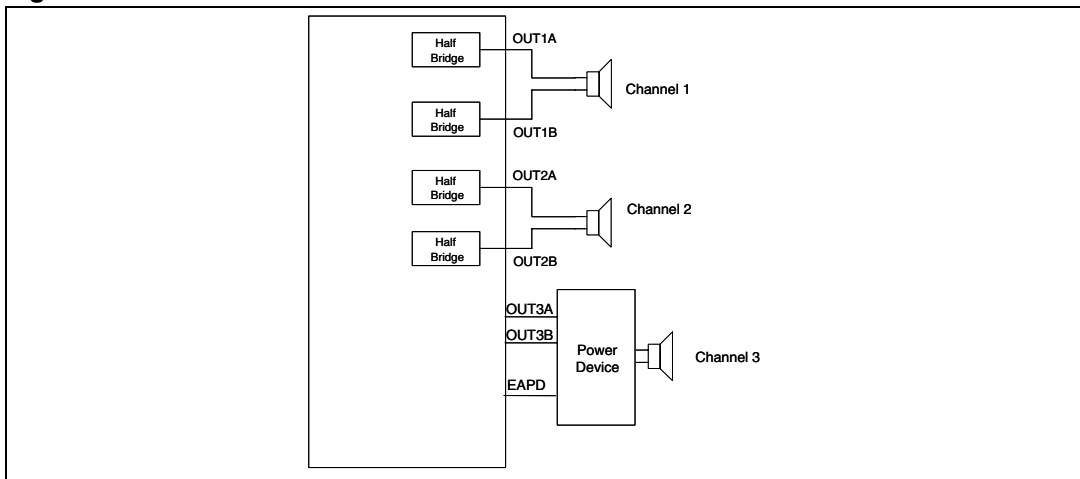 Half
Bridge
OUT1A
Channel 1
Half
Bridge
OUT1B
Half
Bridge
OUT2A
Channel 2
Half
Bridge
OUT2B
OUT3A
OUT3B
Power
Device
Channel 3
EAPD